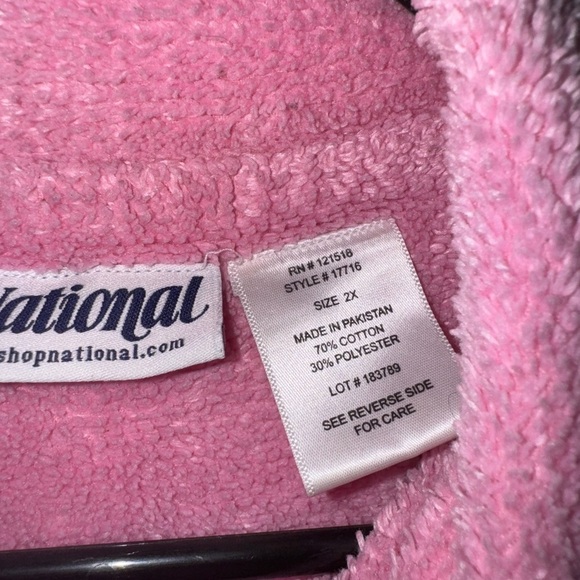 National
shopnational.com
RN # 121518
STYLE # 17716
SIZE 2X
MADE IN PAKISTAN
70% COTTON
30% POLYESTER
LOT # 183789
SEE REVERSE SIDE
FOR CARE